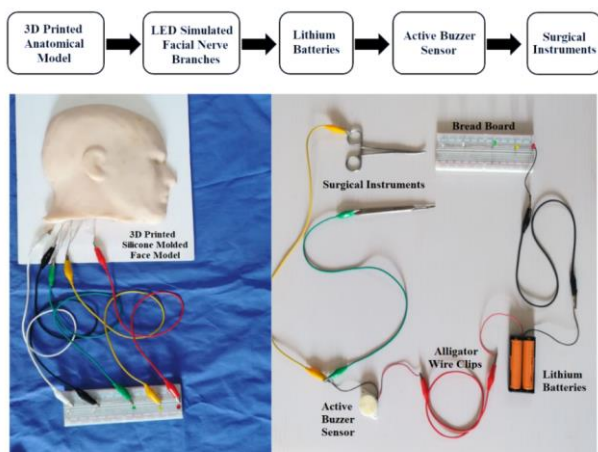 3D Printed
Anatomical
Model
LED Simulated
Facial Nerve
Branches
Lithium
Batteries
Active Buzzer
Sensor
Surgical
Instruments
3D Printed
Silicone Molded
Face Model
Bread Board
Surgical Instruments
Alligator
Wire Clips
Lithium
Batteries
Active
Buzzer
Sensor